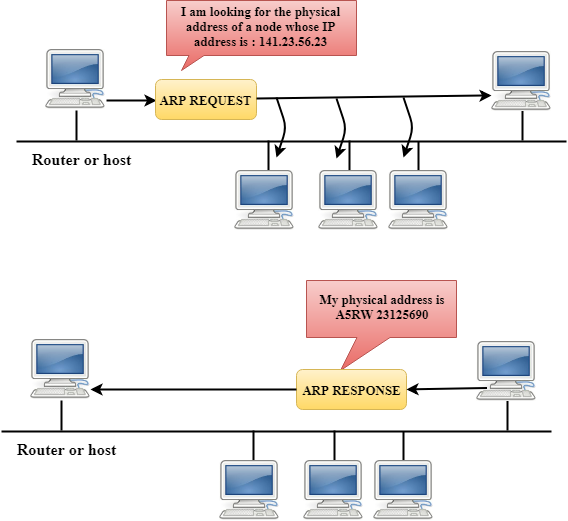 I am looking for the physical
address of a node whose IP
address is : 141.23.56.23
ARP REQUEST
Router or host
My physical address is
A5RW 23125690
ARP RESPONSE
Router or host